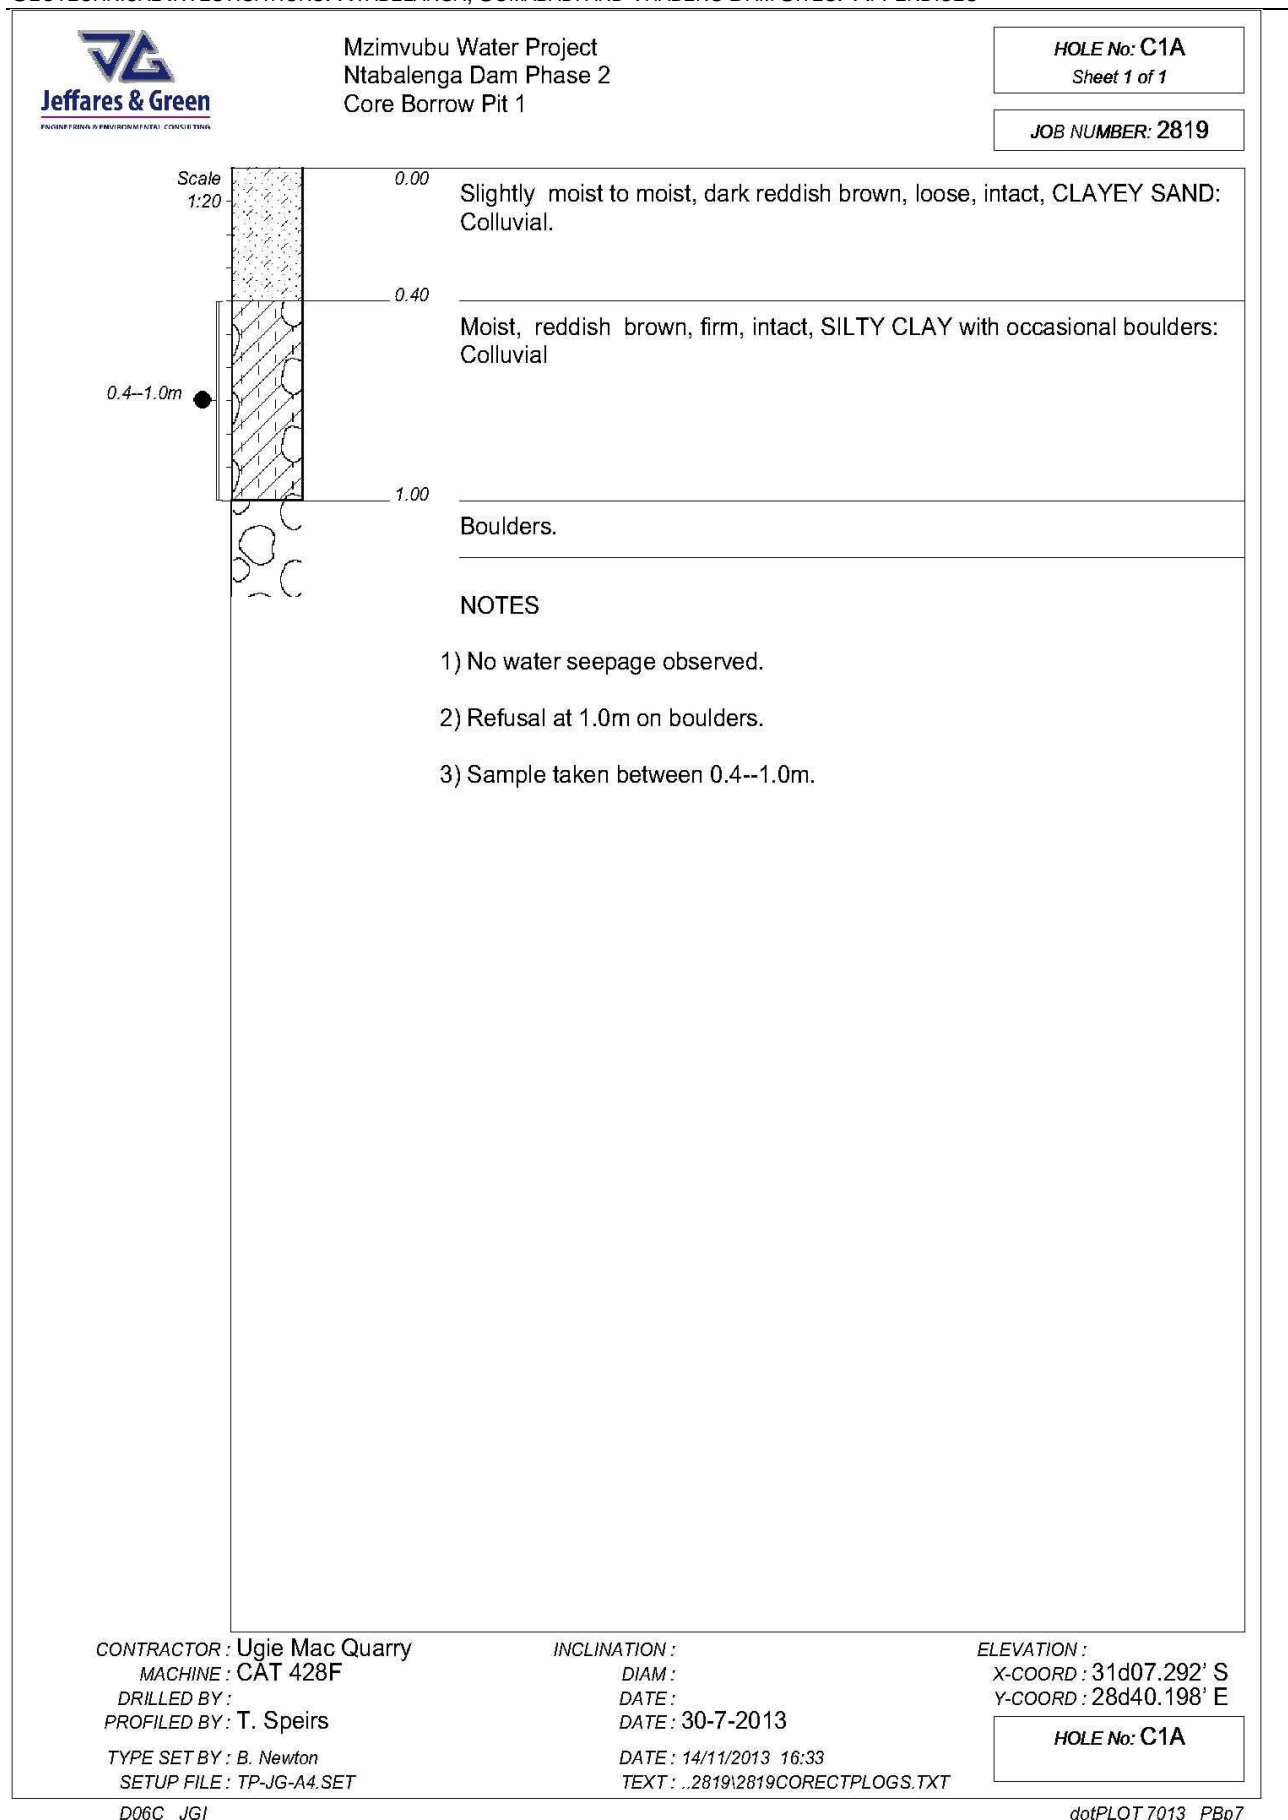 Jeffares & Green
ENGINEERING & ENVIRONMENTAL CONSULTING
Mzimvubu Water Project
Ntabalenga Dam Phase 2
Core Borrow Pit 1
HOLE No: C1A
Sheet 1 of 1
JOB NUMBER: 2819
Scale
1:20
0.00
Slightly moist to moist, dark reddish brown, loose, intact, CLAYEY SAND:
Colluvial.
0.40
Moist, reddish brown, firm, intact, SILTY CLAY with occasional boulders:
Colluvial
0.4--1.0m
1.00
Boulders.
NOTES
1) No water seepage observed.
2) Refusal at 1.0m on boulders.
3) Sample taken between 0.4--1.0m.
CONTRACTOR : Ugie Mac Quarry
MACHINE : CAT 428F
DRILLED BY :
PROFILED BY : T. Speirs
TYPE SET BY : B. Newton
SETUP FILE : TP-JG-A4.SET
INCLINATION :
DIAM :
DATE :
DATE : 30-7-2013
DATE : 14/11/2013 16:33
TEXT : ..2819\2819CORECTPLOGS.TXT
ELEVATION :
X-COORD : 31d07.292' S
Y-COORD : 28d40.198' E
HOLE No: C1A
D06C JGI
dotPLOT 7013 PBp7